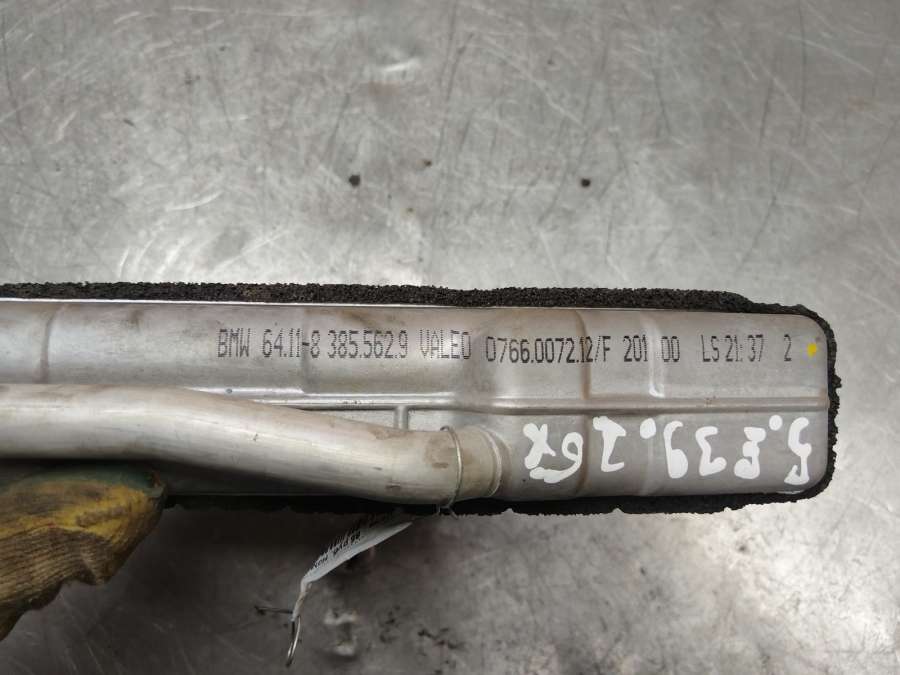 BMW 64.11-8 385.562.9 VALEO 0766.0072.12/F 201 00 LS 21:37 2
5. E39. I 6x